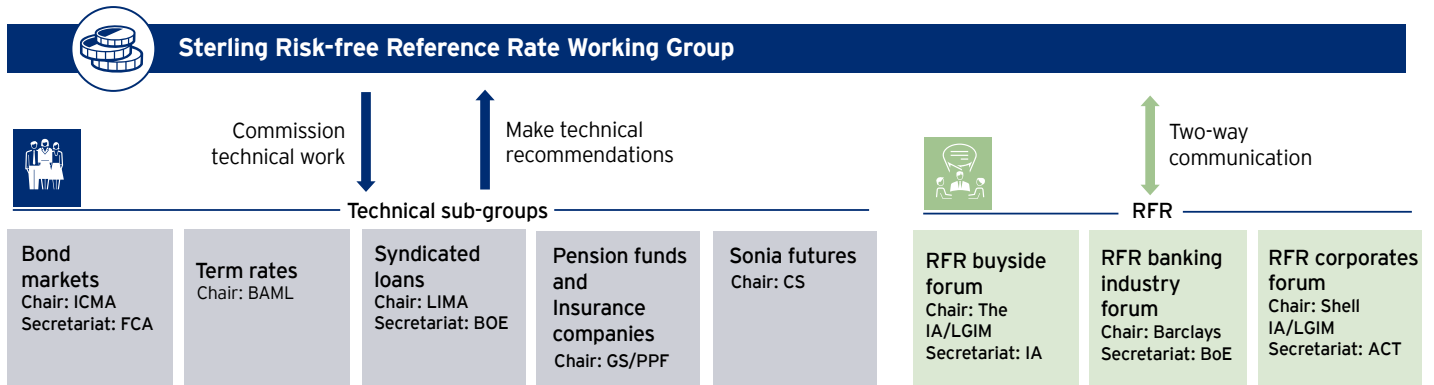 Sterling Risk-free Reference Rate Working Group
Commission
technical work
Make technical
recommendations
Two-way
communication
Technical sub-groups
RFR
Bond
markets
Chair: ICMA
Secretariat: FCA
Term rates
Chair: BAML
Syndicated
loans
Chair: LIMA
Secretariat: BOE
Pension funds
and
Insurance
companies
Chair: GS/PPF
Sonia futures
Chair: CS
RFR buyside
forum
Chair: The
IA/LGIM
Secretariat: IA
RFR banking
industry
forum
Chair: Barclays
Secretariat: BoE
RFR corporates
forum
Chair: Shell
IA/LGIM
Secretariat: ACT